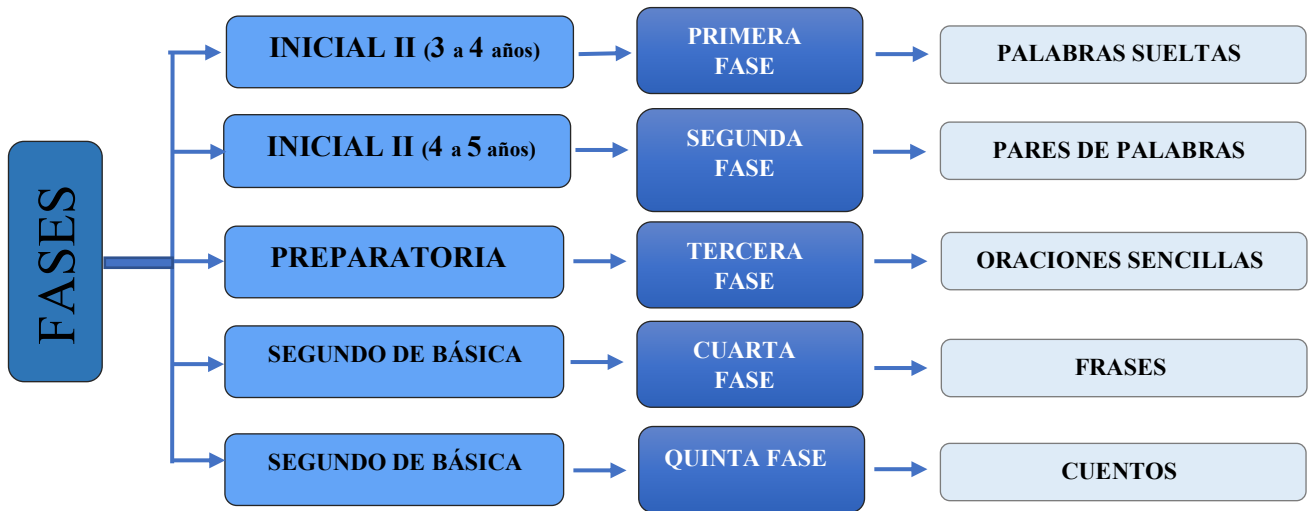 FASES
INICIAL II (3 a 4 años)
PRIMERA
FASE
PALABRAS SUELTAS
INICIAL II (4 a 5 años)
SEGUNDA
FASE
PARES DE PALABRAS
PREPARATORIA
TERCERA
FASE
ORACIONES SENCILLAS
SEGUNDO DE BÁSICA
CUARTA
FASE
FRASES
SEGUNDO DE BÁSICA
QUINTA FASE
CUENTOS